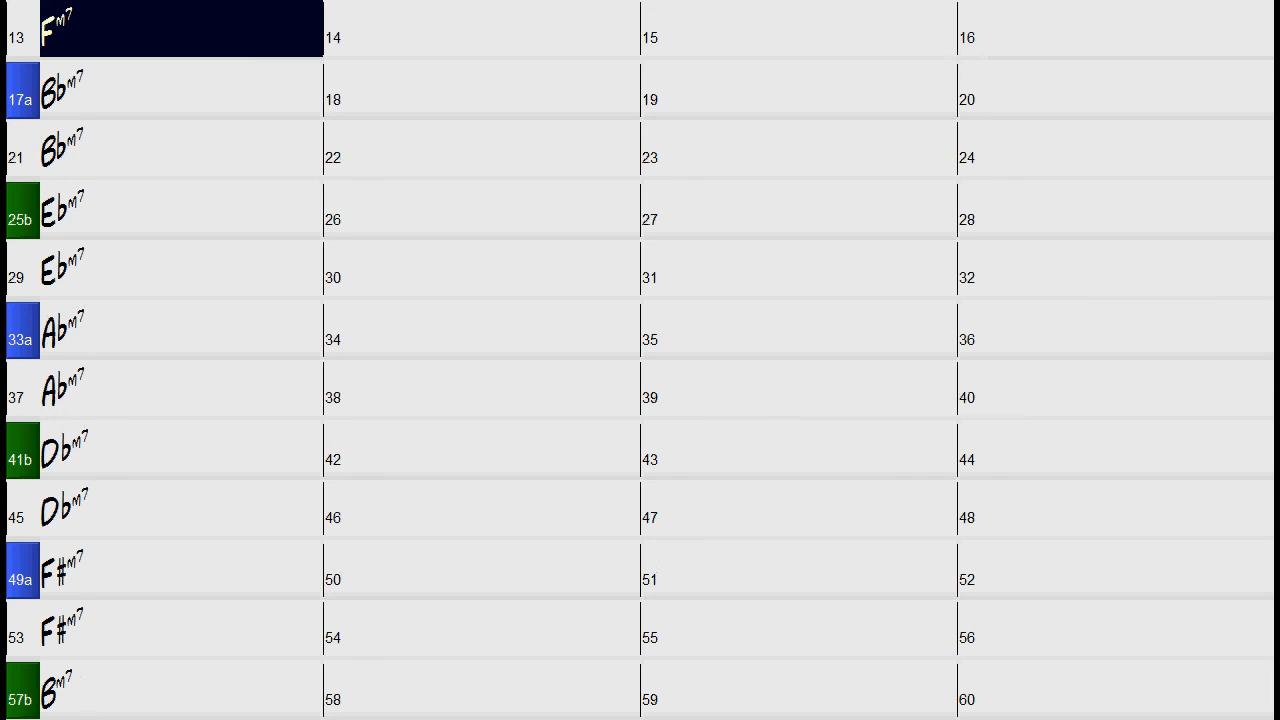 13 Fm7 14 15 16
17a Bbm7 18 19 20
21 Bbm7 22 23 24
25b Ebm7 26 27 28
29 Ebm7 30 31 32
33a Abm7 34 35 36
37 Abm7 38 39 40
41b Dbm7 42 43 44
45 Dbm7 46 47 48
49a F#m7 50 51 52
53 F#m7 54 55 56
57b Bm7 58 59 60